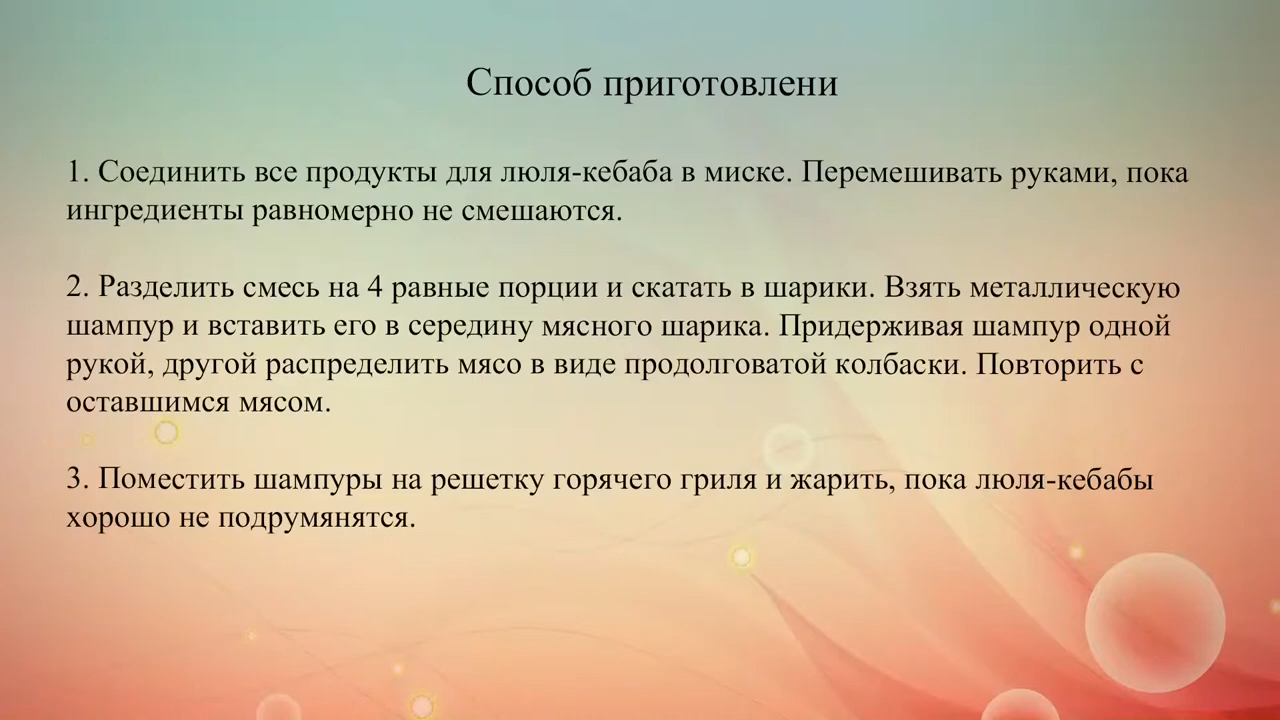 Способ приготовлени
1. Соединить все продукты для люля-кебаба в миске. Перемешивать руками, пока
ингредиенты равномерно не смешаются.
2. Разделить смесь на 4 равные порции и скатать в шарики. Взять металлическую
шампур и вставить его в середину мясного шарика. Придерживая шампур одной
рукой, другой распределить мясо в виде продолговатой колбаски. Повторить с
оставшимся мясом.
3. Поместить шампуры на решетку горячего гриля и жарить, пока люля-кебабы
хорошо не подрумянятся.